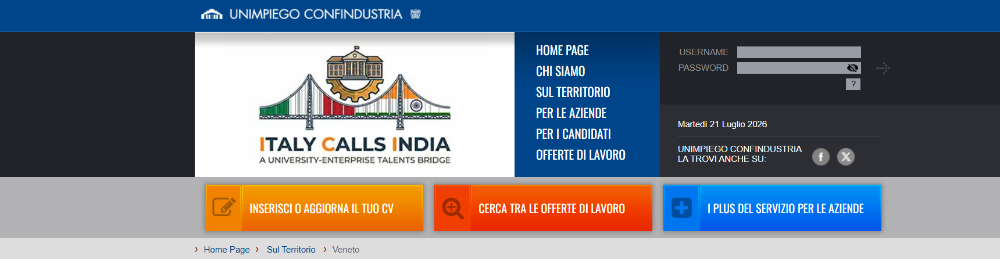 UNIMPIEGO CONFINDUSTRIA
ITALY CALLS INDIA
A UNIVERSITY-ENTERPRISE TALENTS BRIDGE
HOME PAGE
CHI SIAMO
SUL TERRITORIO
PER LE AZIENDE
PER I CANDIDATI
OFFERTE DI LAVORO
USERNAME
PASSWORD
?
Martedì 21 Luglio 2026
UNIMPIEGO CONFINDUSTRIA
LA TROVI ANCHE SU:
INSERISCI O AGGIORNA IL TUO CV
CERCA TRA LE OFFERTE DI LAVORO
I PLUS DEL SERVIZIO PER LE AZIENDE
› Home Page › Sul Territorio › Veneto